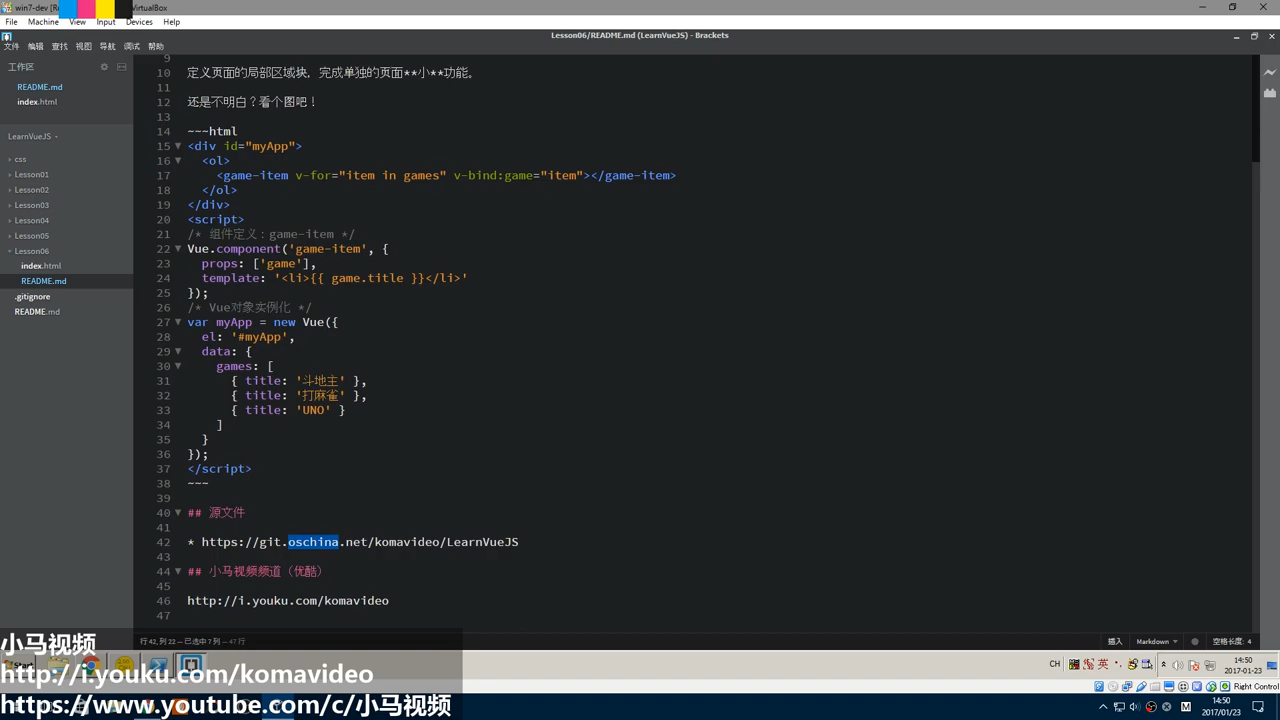 win7-dev [R
VirtualBox
File Machine View Input Devices Help
Lesson06/README.md (LearnVueJS) - Brackets
文件 编辑 查找 视图 导航 调试 帮助
工作区
README.md
index.html
LearnVueJS
css
Lesson01
Lesson02
Lesson03
Lesson04
Lesson05
Lesson06
index.html
README.md
.gitignore
README.md
9
10 定义页面的局部区域块，完成单独的页面**小**功能。
11
12 还是不明白？看个图吧！
13
14 ~~~html
15 <div id="myApp">
16 <ol>
17 <game-item v-for="item in games" v-bind:game="item"></game-item>
18 </ol>
19 </div>
20 <script>
21 /* 组件定义：game-item */
22 Vue.component('game-item', {
23 props: ['game'],
24 template: '<li>{{ game.title }}</li>'
25 });
26 /* Vue对象实例化 */
27 var myApp = new Vue({
28 el: '#myApp',
29 data: {
30 games: [
31 { title: '斗地主' },
32 { title: '打麻雀' },
33 { title: 'UNO' }
34 ]
35 }
36 });
37 </script>
38 ~~~
39
40 ## 源文件
41
42 * https://git.oschina.net/komavideo/LearnVueJS
43
44 ## 小马视频频道（优酷）
45
46 http://i.youku.com/komavideo
47
行 42, 列 22 — 已选中 7 列 — 47 行
插入 Markdown 空格长度: 4
小马视频
http://i.youku.com/komavideo
https://www.youtube.com/c/小马视频
Start
CH 英
14:50
2017-01-23
Right Control
M
14:50
2017/01/23